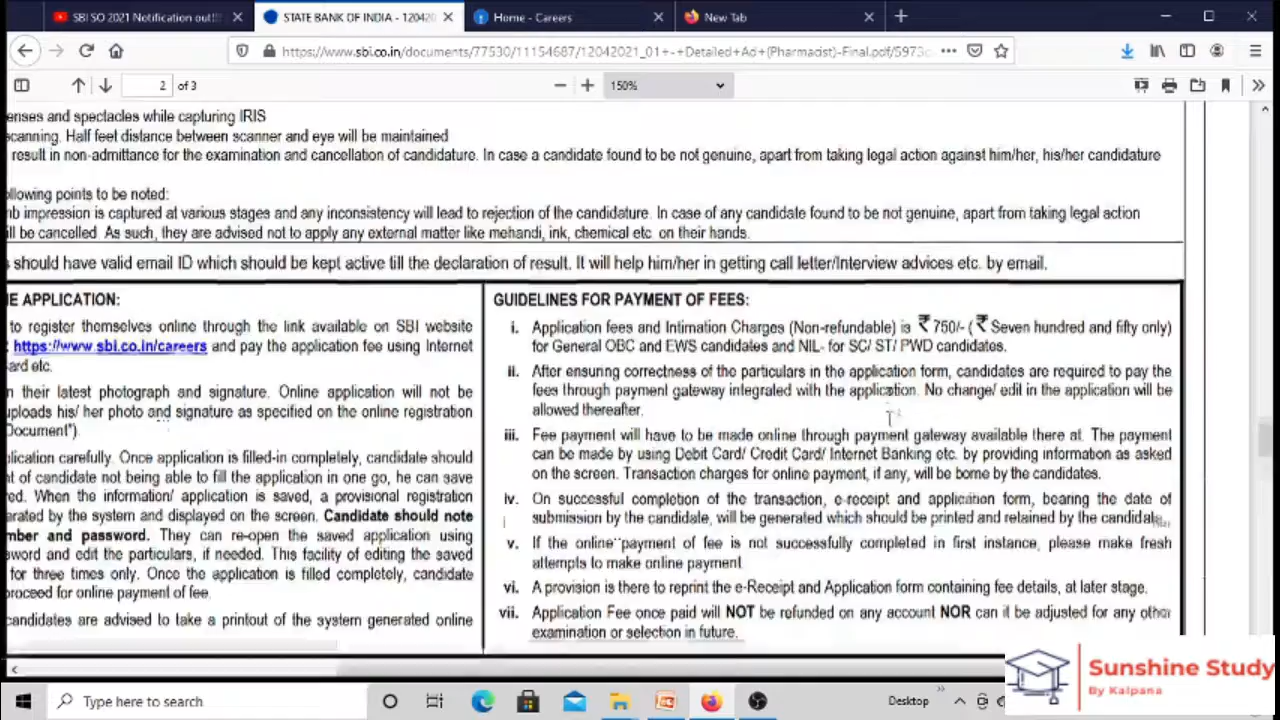 SBI SO 2021 Notification out!!!
STATE BANK OF INDIA - 120420
Home - Careers
New Tab
https://www.sbi.co.in/documents/77530/11154687/12042021_01+-+Detailed+Ad+(Pharmacist)-Final.pdf/5973c
2 of 3
150%
enses and spectacles while capturing IRIS
scanning. Half feet distance between scanner and eye will be maintained
result in non-admittance for the examination and cancellation of candidature. In case a candidate found to be not genuine, apart from taking legal action against him/her, his/her candidature
llowing points to be noted:
nb impression is captured at various stages and any inconsistency will lead to rejection of the candidature. In case of any candidate found to be not genuine, apart from taking legal action
ill be cancelled. As such, they are advised not to apply any external matter like mehandi, ink, chemical etc. on their hands.
s should have valid email ID which should be kept active till the declaration of result. It will help him/her in getting call letter/Interview advices etc. by email.
NE APPLICATION:
to register themselves online through the link available on SBI website
https://www.sbi.co.in/careers and pay the application fee using Internet
ard etc.
n their latest photograph and signature. Online application will not be
uploads his/ her photo and signature as specified on the online registration
Document").
plication carefully. Once application is filled-in completely, candidate should
nt of candidate not being able to fill the application in one go, he can save
red. When the information/ application is saved, a provisional registration
erated by the system and displayed on the screen. Candidate should note
mber and password. They can re-open the saved application using
sword and edit the particulars, if needed. This facility of editing the saved
for three times only. Once the application is filled completely, candidate
proceed for online payment of fee.
candidates are advised to take a printout of the system generated online
GUIDELINES FOR PAYMENT OF FEES:
i. Application fees and Intimation Charges (Non-refundable) is ₹ 750/- (₹ Seven hundred and fifty only)
for General OBC and EWS candidates and NIL- for SC/ ST/ PWD candidates.
ii. After ensuring correctness of the particulars in the application form, candidates are required to pay the
fees through payment gateway integrated with the application. No change/ edit in the application will be
allowed thereafter.
iii. Fee payment will have to be made online through payment gateway available there at. The payment
can be made by using Debit Card/ Credit Card/ Internet Banking etc. by providing information as asked
on the screen. Transaction charges for online payment, if any, will be borne by the candidates.
iv. On successful completion of the transaction, e-receipt and application form, bearing the date of
submission by the candidate, will be generated which should be printed and retained by the
v. If the online payment of fee is not successfully completed in first instance, please make fresh
attempts to make online payment
vi. A provision is there to reprint the e-Receipt and Application form containing fee details, at later stage.
vii. Application Fee once paid will NOT be refunded on any account NOR can it be adjusted for any other
examination or selection in future.
Sunshine Study
By Kalpana
Type here to search
Desktop